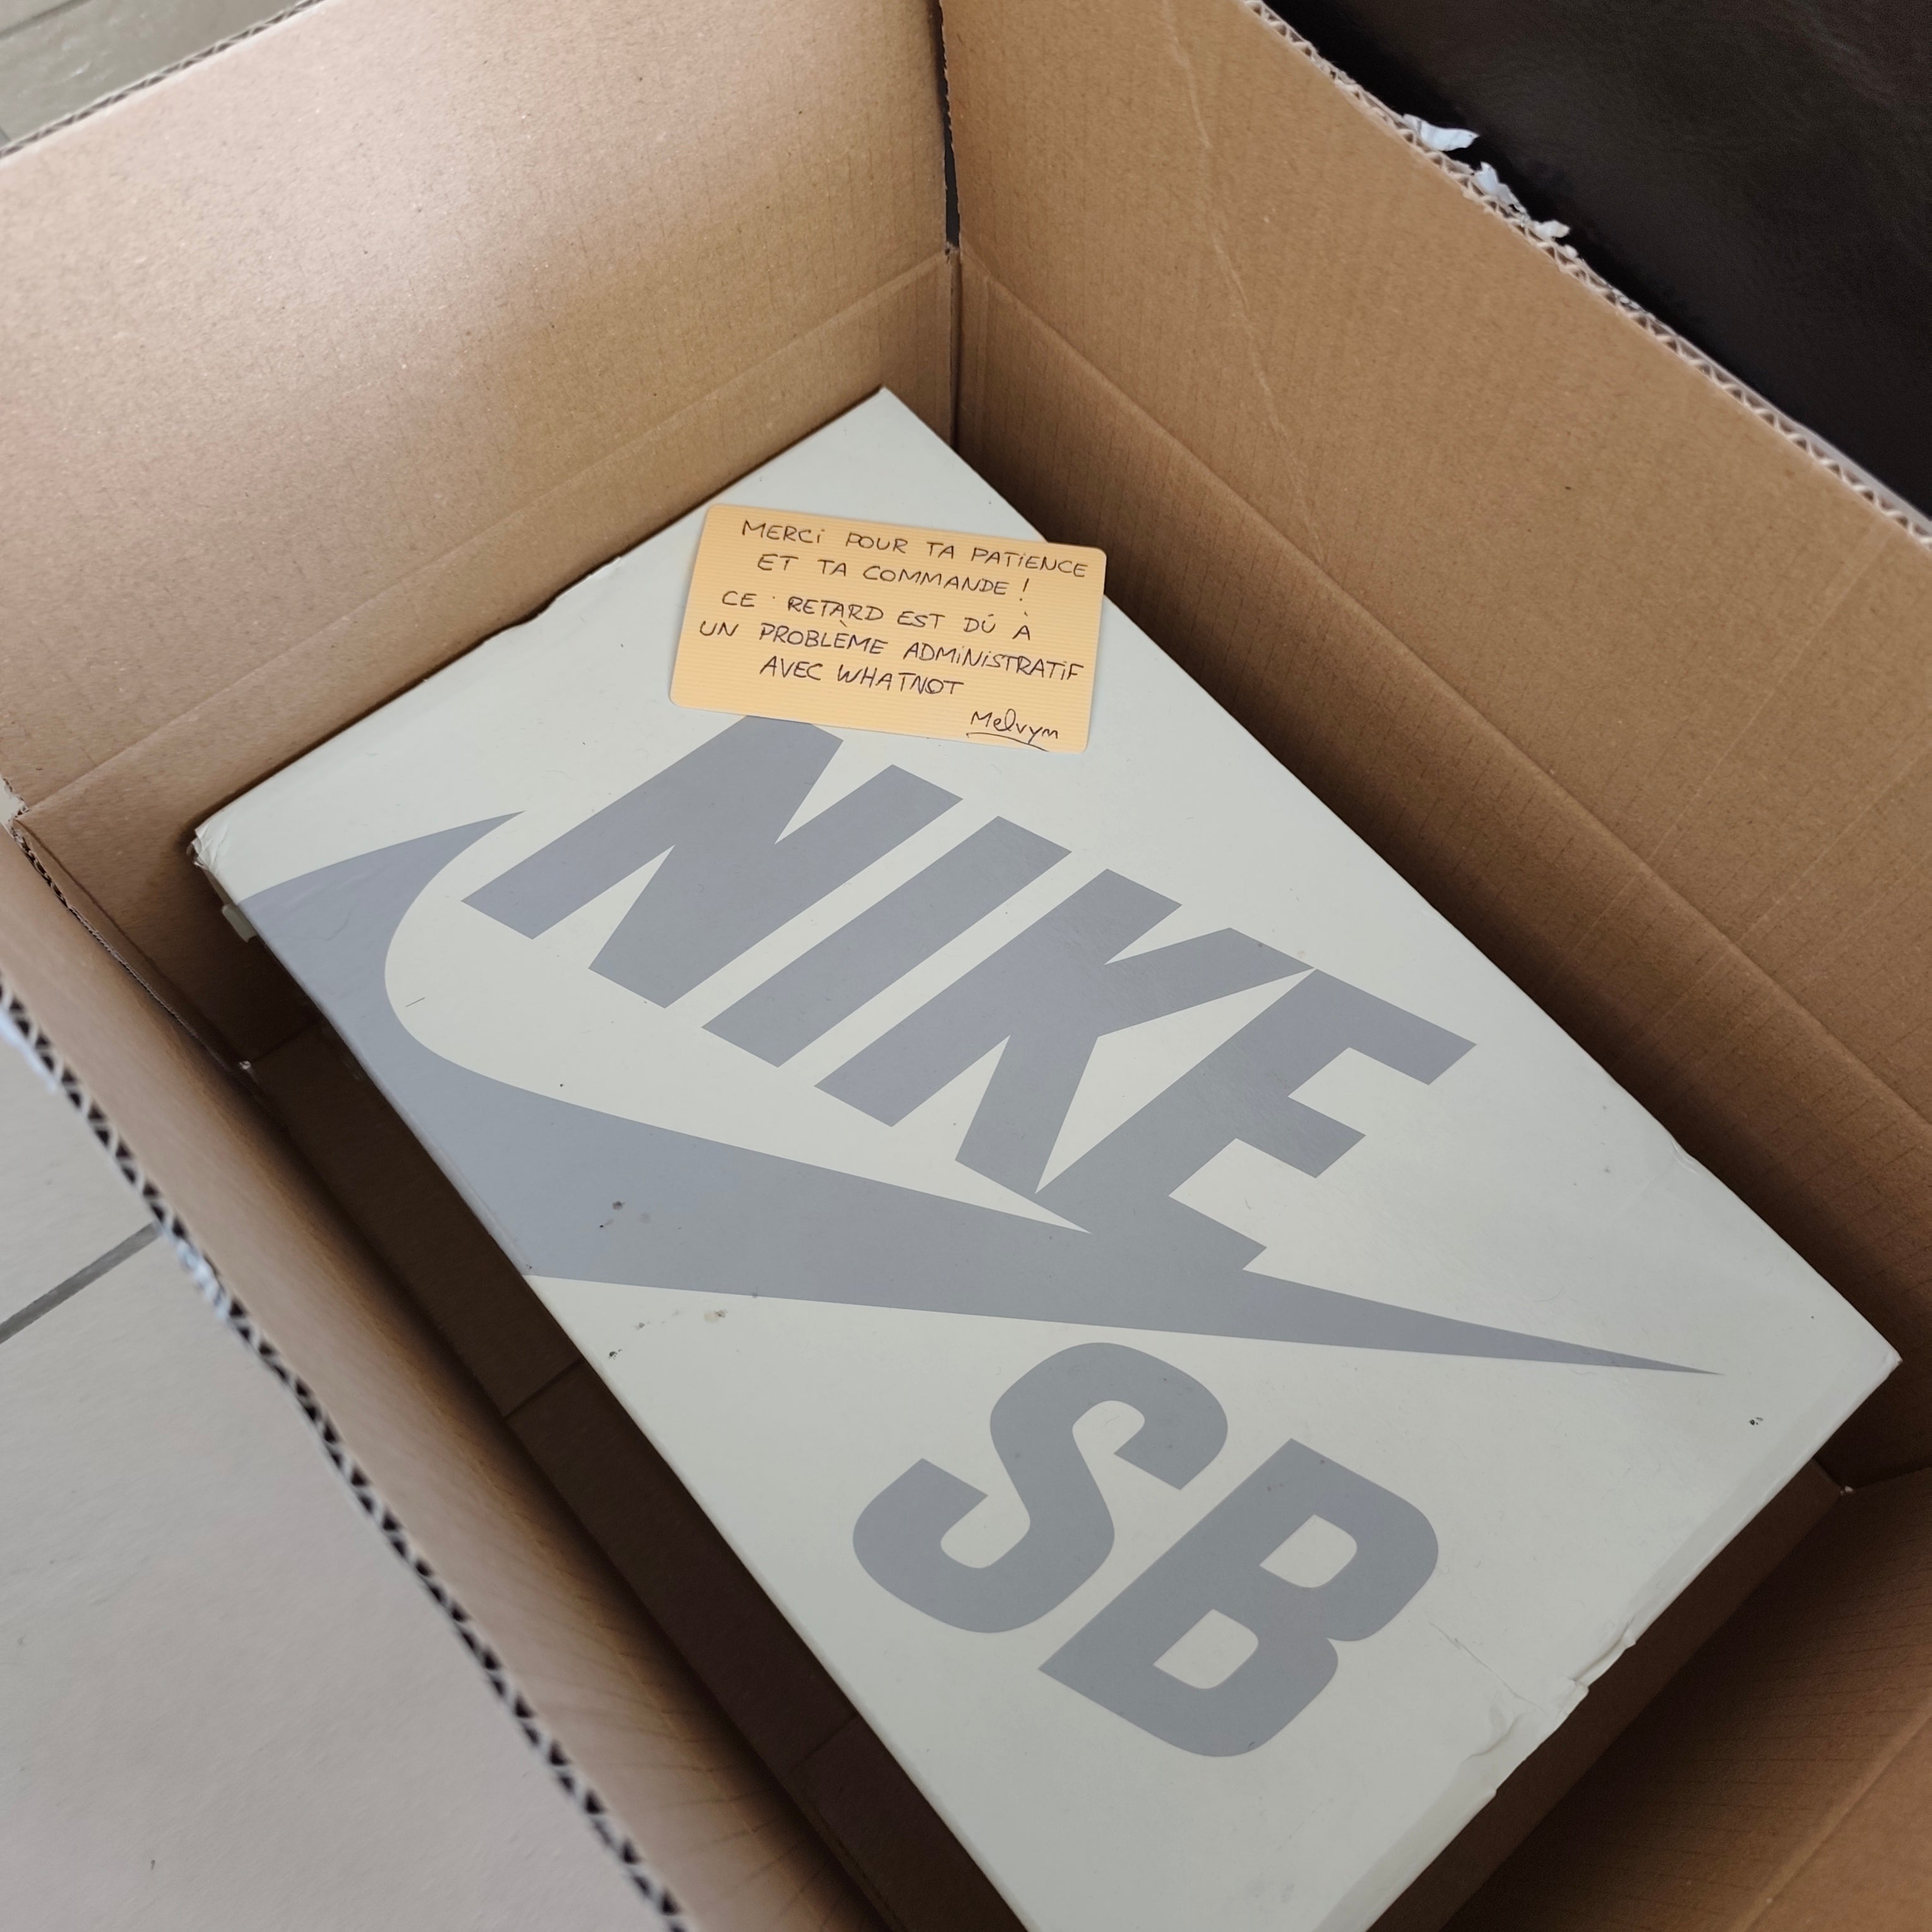 MERCi POUR TA PATiENCE
ET TA COMMANDE !
CE RETARD EST DÛ À
UN PROBLÈME ADMiNiSTRATiF
AVEC WHATNOT
Melvym
NIKE
SB